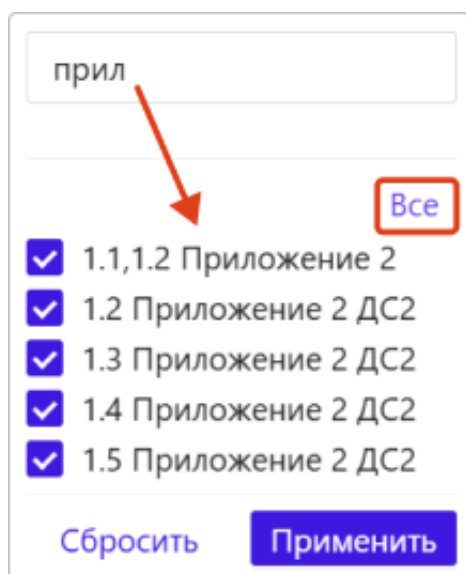 прил
Все
1.1,1.2 Приложение 2
1.2 Приложение 2 ДС2
1.3 Приложение 2 ДС2
1.4 Приложение 2 ДС2
1.5 Приложение 2 ДС2
Сбросить Применить